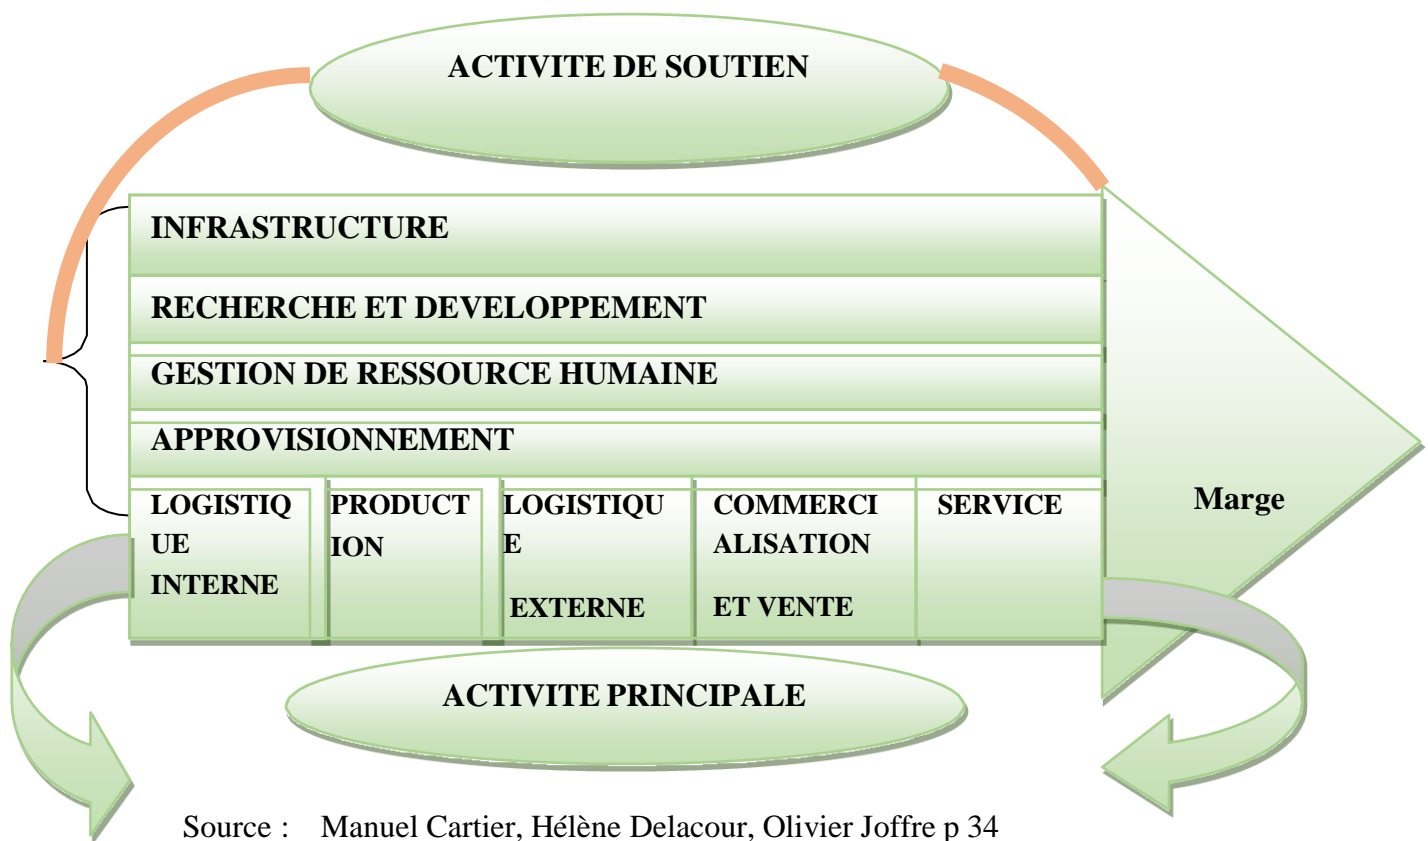 ACTIVITE DE SOUTIEN
INFRASTRUCTURE
RECHERCHE ET DEVELOPPEMENT
GESTION DE RESSOURCE HUMAINE
APPROVISIONNEMENT
LOGISTIQ
UE
INTERNE
PRODUCT
ION
LOGISTIQU
E
EXTERNE
COMMERCI
ALISATION
ET VENTE
SERVICE
Marge
ACTIVITE PRINCIPALE
Source : Manuel Cartier, Hélène Delacour, Olivier Joffre p 34